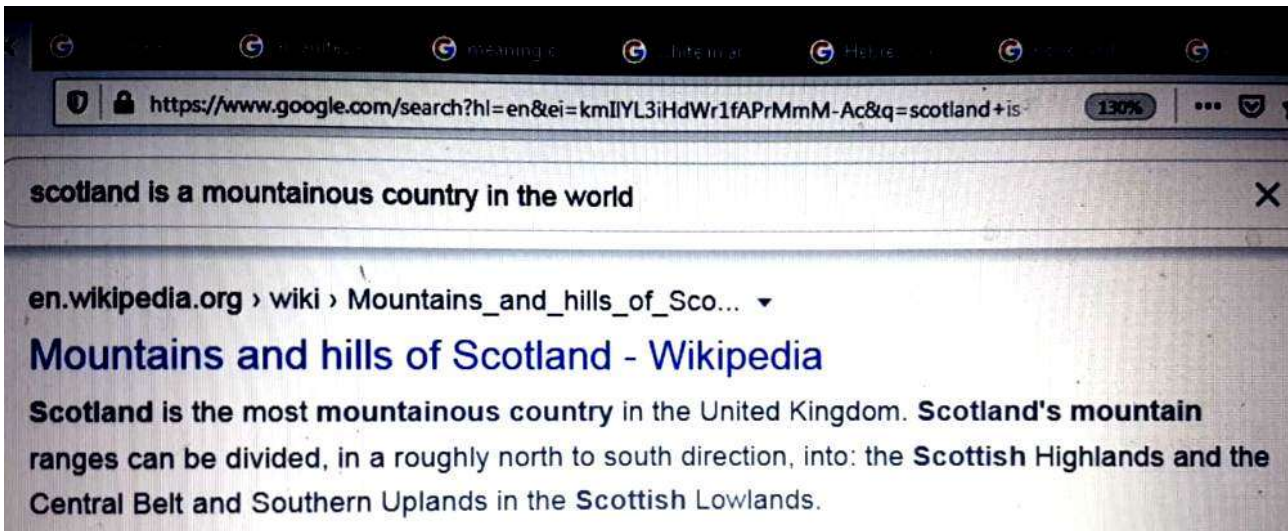 meaning o
https://www.google.com/search?hl=en&ei=kmIlYL3iHdWr1fAPrMmM-Ac&q=scotland+is 130%
scotland is a mountainous country in the world
en.wikipedia.org › wiki › Mountains_and_hills_of_Sco...
Mountains and hills of Scotland - Wikipedia
Scotland is the most mountainous country in the United Kingdom. Scotland's mountain
ranges can be divided, in a roughly north to south direction, into: the Scottish Highlands and the
Central Belt and Southern Uplands in the Scottish Lowlands.